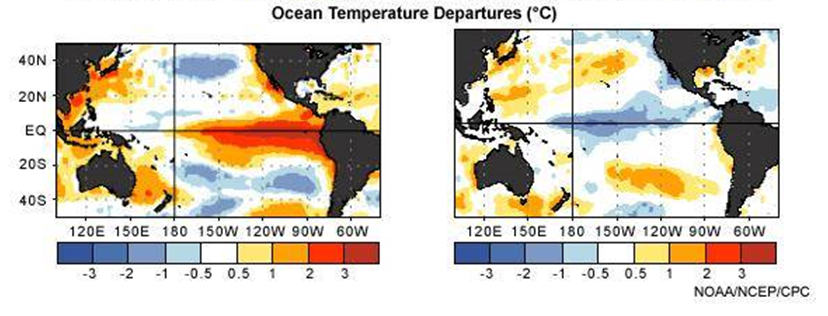 Ocean Temperature Departures (°C)
40N
20N
EQ
20S
40S
120E 150E 180 150W 120W 90W 60W
-3 -2 -1 -0.5 0.5 1 2 3
120E 150E 180 150W 120W 90W 60W
-3 -2 -1 -0.5 0.5 1 2 3
NOAA/NCEP/CPC